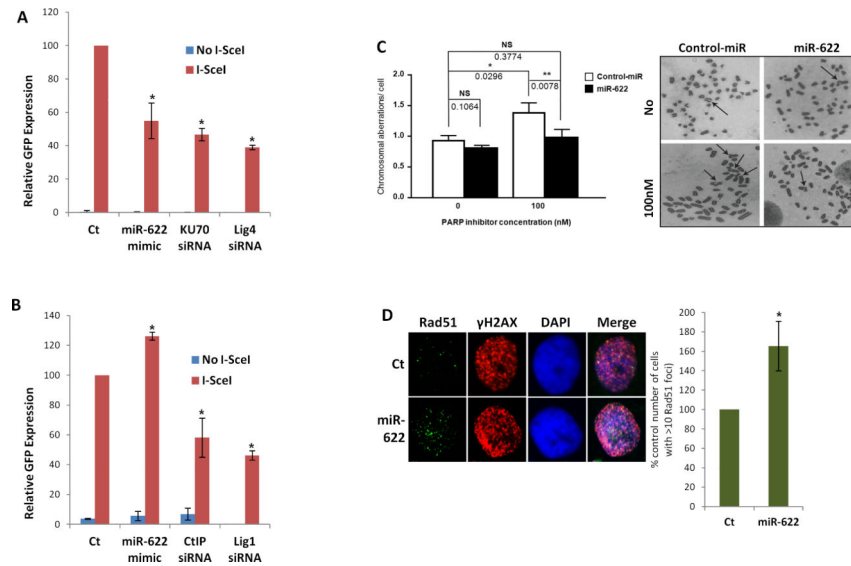 A
120
100
80
60
40
20
0
Relative GFP Expression
No I-SceI
I-SceI
*
*
*
Ct
miR-622 mimic
KU70 siRNA
Lig4 siRNA
B
140
120
100
80
60
40
20
0
Relative GFP Expression
No I-SceI
I-SceI
*
*
*
Ct
miR-622 mimic
CtIP siRNA
Lig1 siRNA
C
NS
0.3774
*
0.0296
**
0.0078
NS
0.1064
Control-miR
miR-622
2.0
1.5
1.0
0.5
0.0
Chromosomal aberrations/ cell
0
100
PARP inhibitor concentration (nM)
Control-miR
miR-622
No
100nM
D
Rad51
γH2AX
DAPI
Merge
Ct
miR-
622
% control number of cells
with >10 Rad51 foci)
200
180
160
140
120
100
80
60
40
20
0
*
Ct
miR-622